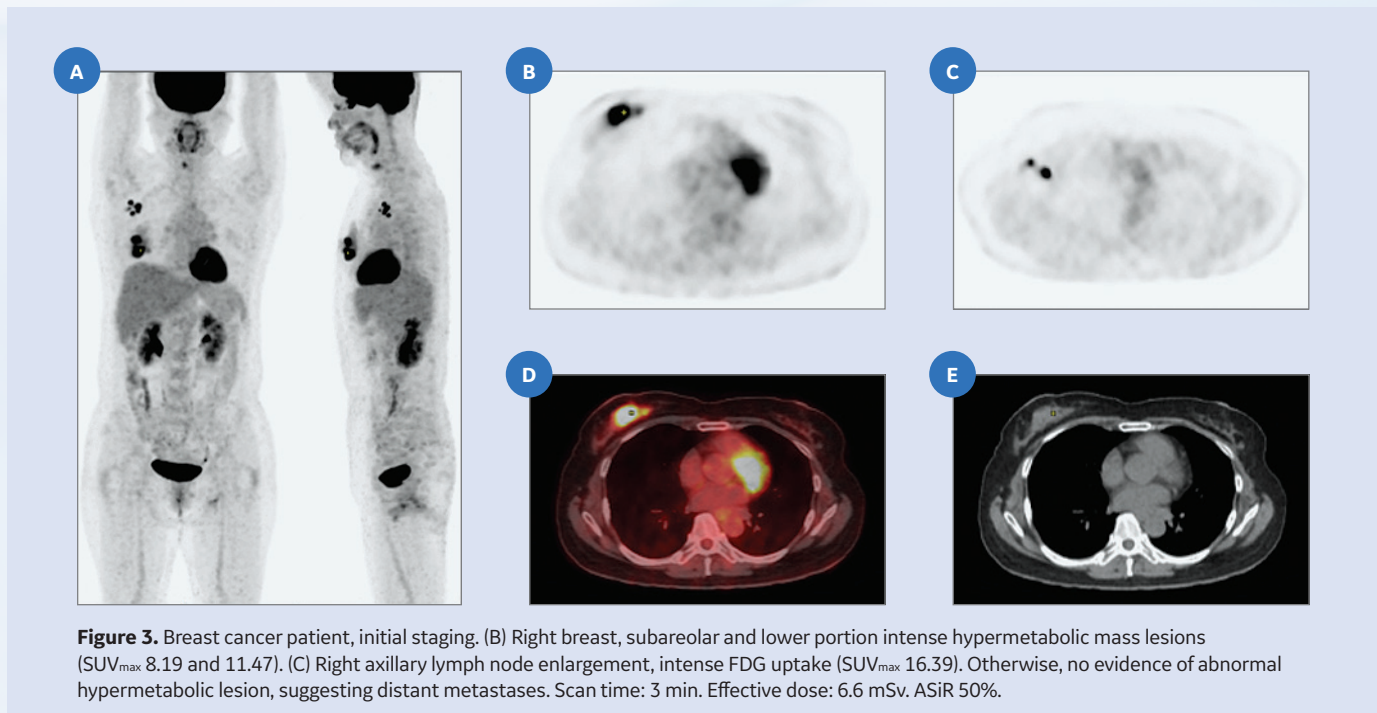 A
B
C
D
E
Figure 3. Breast cancer patient, initial staging. (B) Right breast, subareolar and lower portion intense hypermetabolic mass lesions
(SUVmax 8.19 and 11.47). (C) Right axillary lymph node enlargement, intense FDG uptake (SUVmax 16.39). Otherwise, no evidence of abnormal
hypermetabolic lesion, suggesting distant metastases. Scan time: 3 min. Effective dose: 6.6 mSv. ASiR 50%.